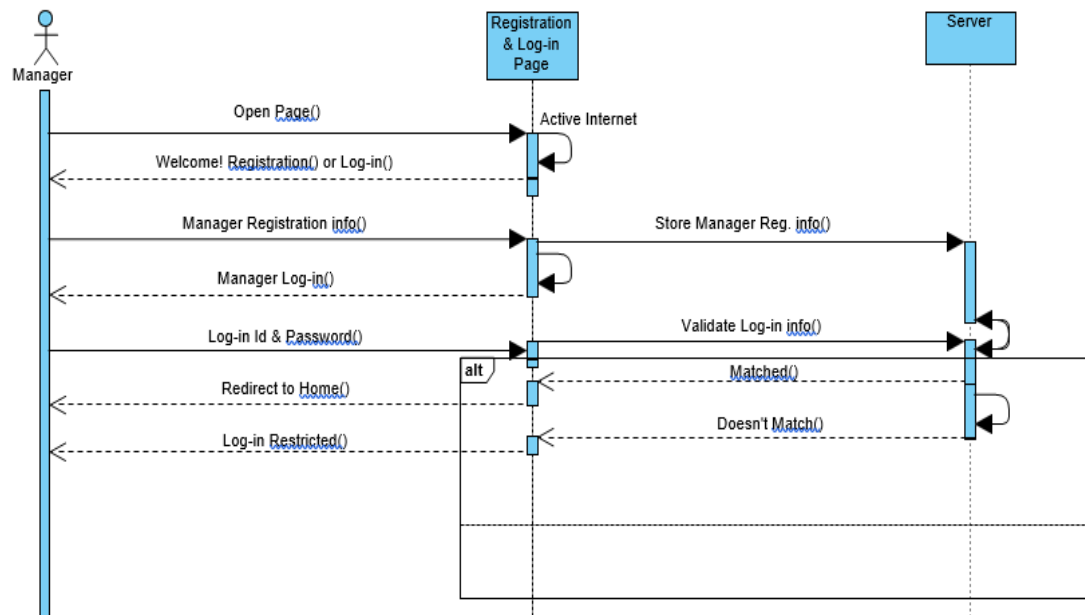 Manager
Registration
& Log-in
Page
Server
Open Page()
Active Internet
Welcome! Registration() or Log-in()
Manager Registration info()
Store Manager Reg. info()
Manager Log-in()
Log-in Id & Password()
Validate Log-in info()
alt
Matched()
Redirect to Home()
Doesn't Match()
Log-in Restricted()